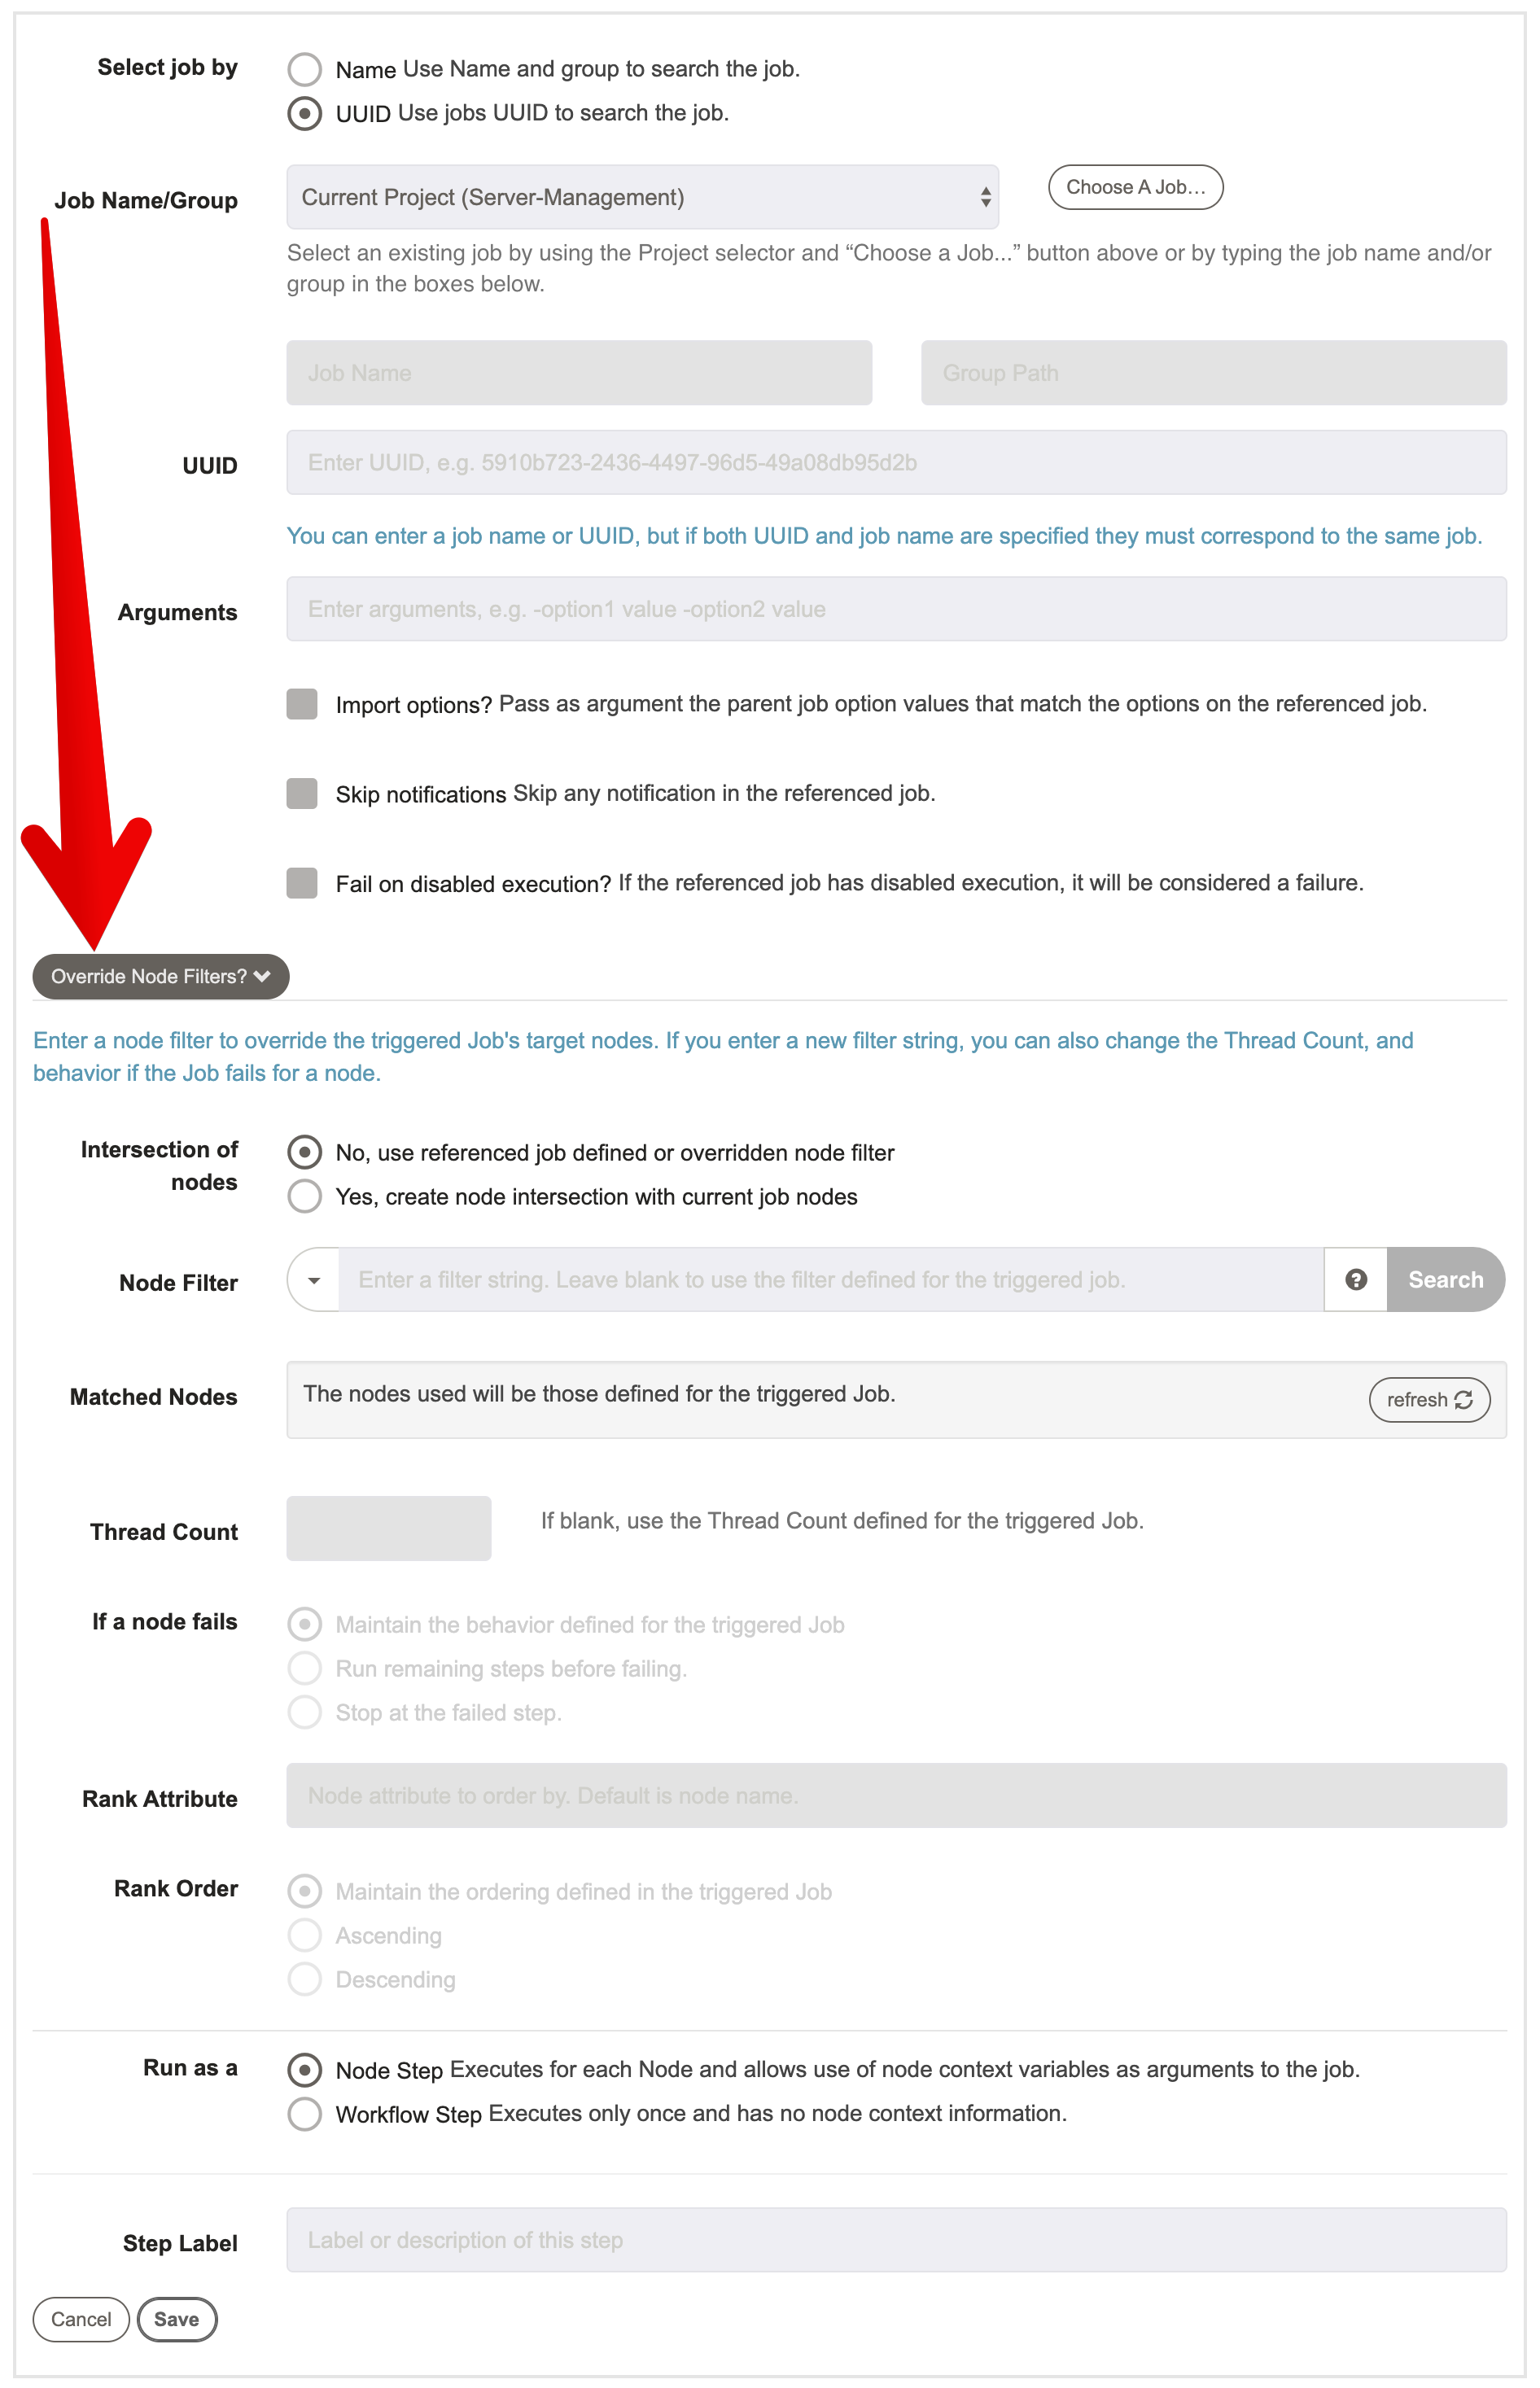 Select job by
Name Use Name and group to search the job.
UUID Use jobs UUID to search the job.
Job Name/Group
Current Project (Server-Management)
Choose A Job...
Select an existing job by using the Project selector and “Choose a Job...” button above or by typing the job name and/or
group in the boxes below.
Job Name
Group Path
UUID
Enter UUID, e.g. 5910b723-2436-4497-96d5-49a08db95d2b
You can enter a job name or UUID, but if both UUID and job name are specified they must correspond to the same job.
Arguments
Enter arguments, e.g. -option1 value -option2 value
Import options? Pass as argument the parent job option values that match the options on the referenced job.
Skip notifications Skip any notification in the referenced job.
Fail on disabled execution? If the referenced job has disabled execution, it will be considered a failure.
Override Node Filters?
Enter a node filter to override the triggered Job's target nodes. If you enter a new filter string, you can also change the Thread Count, and
behavior if the Job fails for a node.
Intersection of
nodes
No, use referenced job defined or overridden node filter
Yes, create node intersection with current job nodes
Node Filter
Enter a filter string. Leave blank to use the filter defined for the triggered job.
Search
Matched Nodes
The nodes used will be those defined for the triggered Job.
refresh
Thread Count
If blank, use the Thread Count defined for the triggered Job.
If a node fails
Maintain the behavior defined for the triggered Job
Run remaining steps before failing.
Stop at the failed step.
Rank Attribute
Node attribute to order by. Default is node name.
Rank Order
Maintain the ordering defined in the triggered Job
Ascending
Descending
Run as a
Node Step Executes for each Node and allows use of node context variables as arguments to the job.
Workflow Step Executes only once and has no node context information.
Step Label
Label or description of this step
Cancel
Save